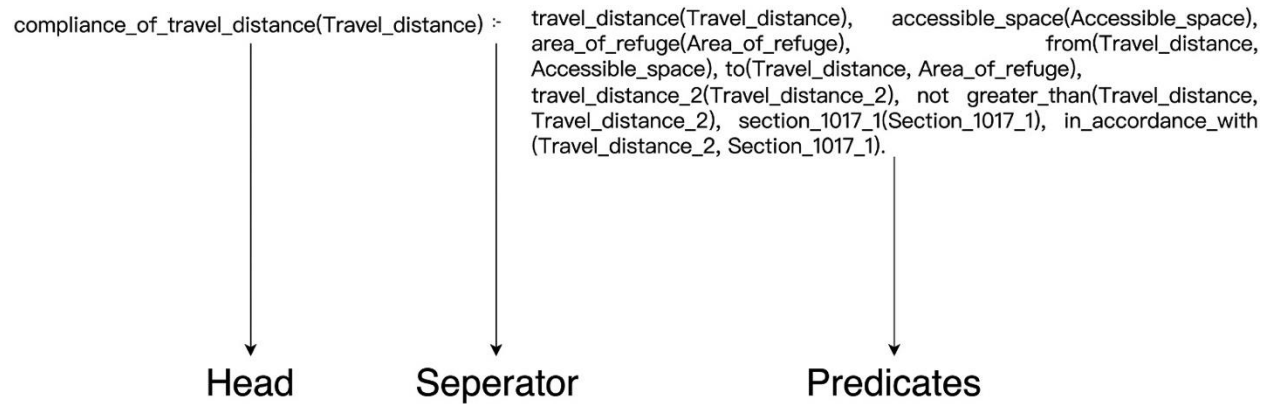 compliance_of_travel_distance(Travel_distance) :-
travel_distance(Travel_distance), accessible_space(Accessible_space),
area_of_refuge(Area_of_refuge), from(Travel_distance,
Accessible_space), to(Travel_distance, Area_of_refuge),
travel_distance_2(Travel_distance_2), not greater_than(Travel_distance,
Travel_distance_2), section_1017_1(Section_1017_1), in_accordance_with
(Travel_distance_2, Section_1017_1).
Head
Seperator
Predicates